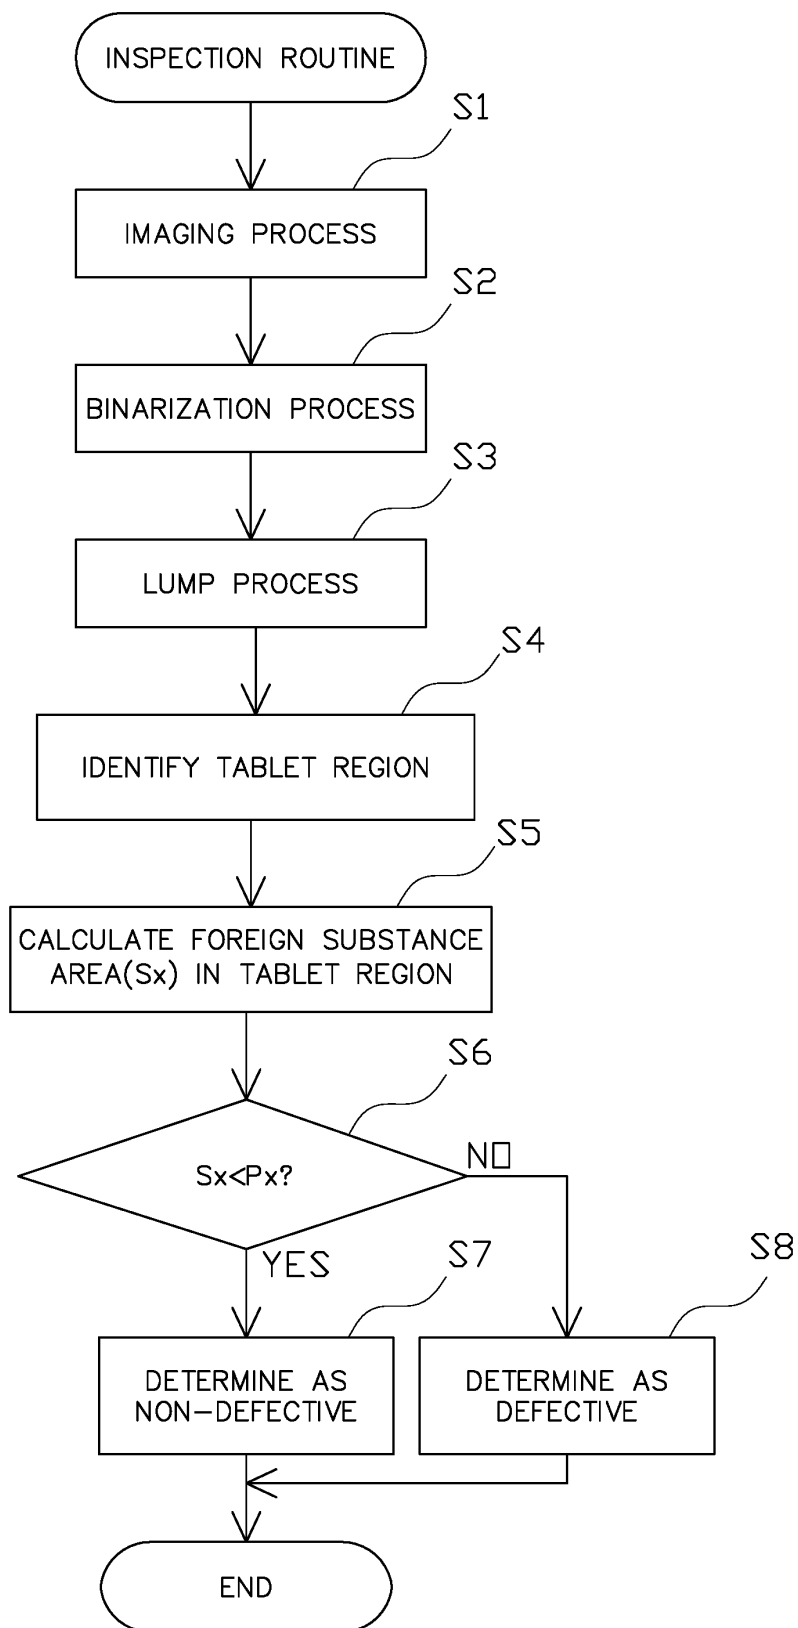 INSPECTION ROUTINE
S1
IMAGING PROCESS
S2
BINARIZATION PROCESS
S3
LUMP PROCESS
S4
IDENTIFY TABLET REGION
S5
CALCULATE FOREIGN SUBSTANCE
AREA(Sx) IN TABLET REGION
S6
Sx<Px?
NO
YES
S7
S8
DETERMINE AS
NON-DEFECTIVE
DETERMINE AS
DEFECTIVE
END